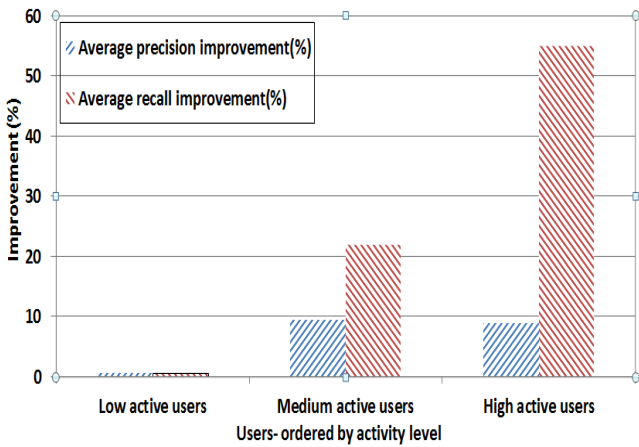 60
50
40
30
20
10
0
Improvement (%)
Average precision improvement(%)
Average recall improvement(%)
Low active users
Medium active users
High active users
Users- ordered by activity level